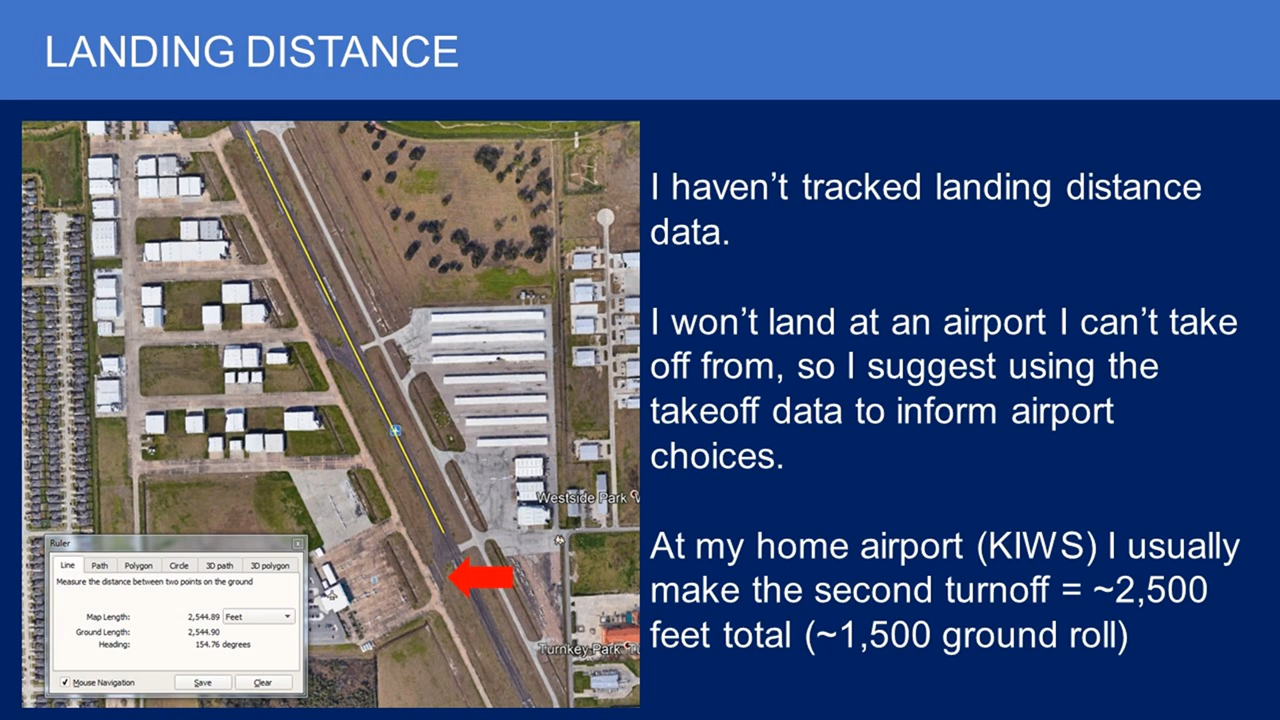 LANDING DISTANCE
I haven’t tracked landing distance
data.
I won’t land at an airport I can’t take
off from, so I suggest using the
takeoff data to inform airport
choices.
At my home airport (KIWS) I usually
make the second turnoff = ~2,500
feet total (~1,500 ground roll)
Westside Park
Turnkey Park
Ruler
Line Path Polygon Circle 3D path 3D polygon
Measure the distance between two points on the ground
Map Length: 2,544.89 Feet
Ground Length: 2,544.90
Heading: 154.76 degrees
Mouse Navigation Save Clear